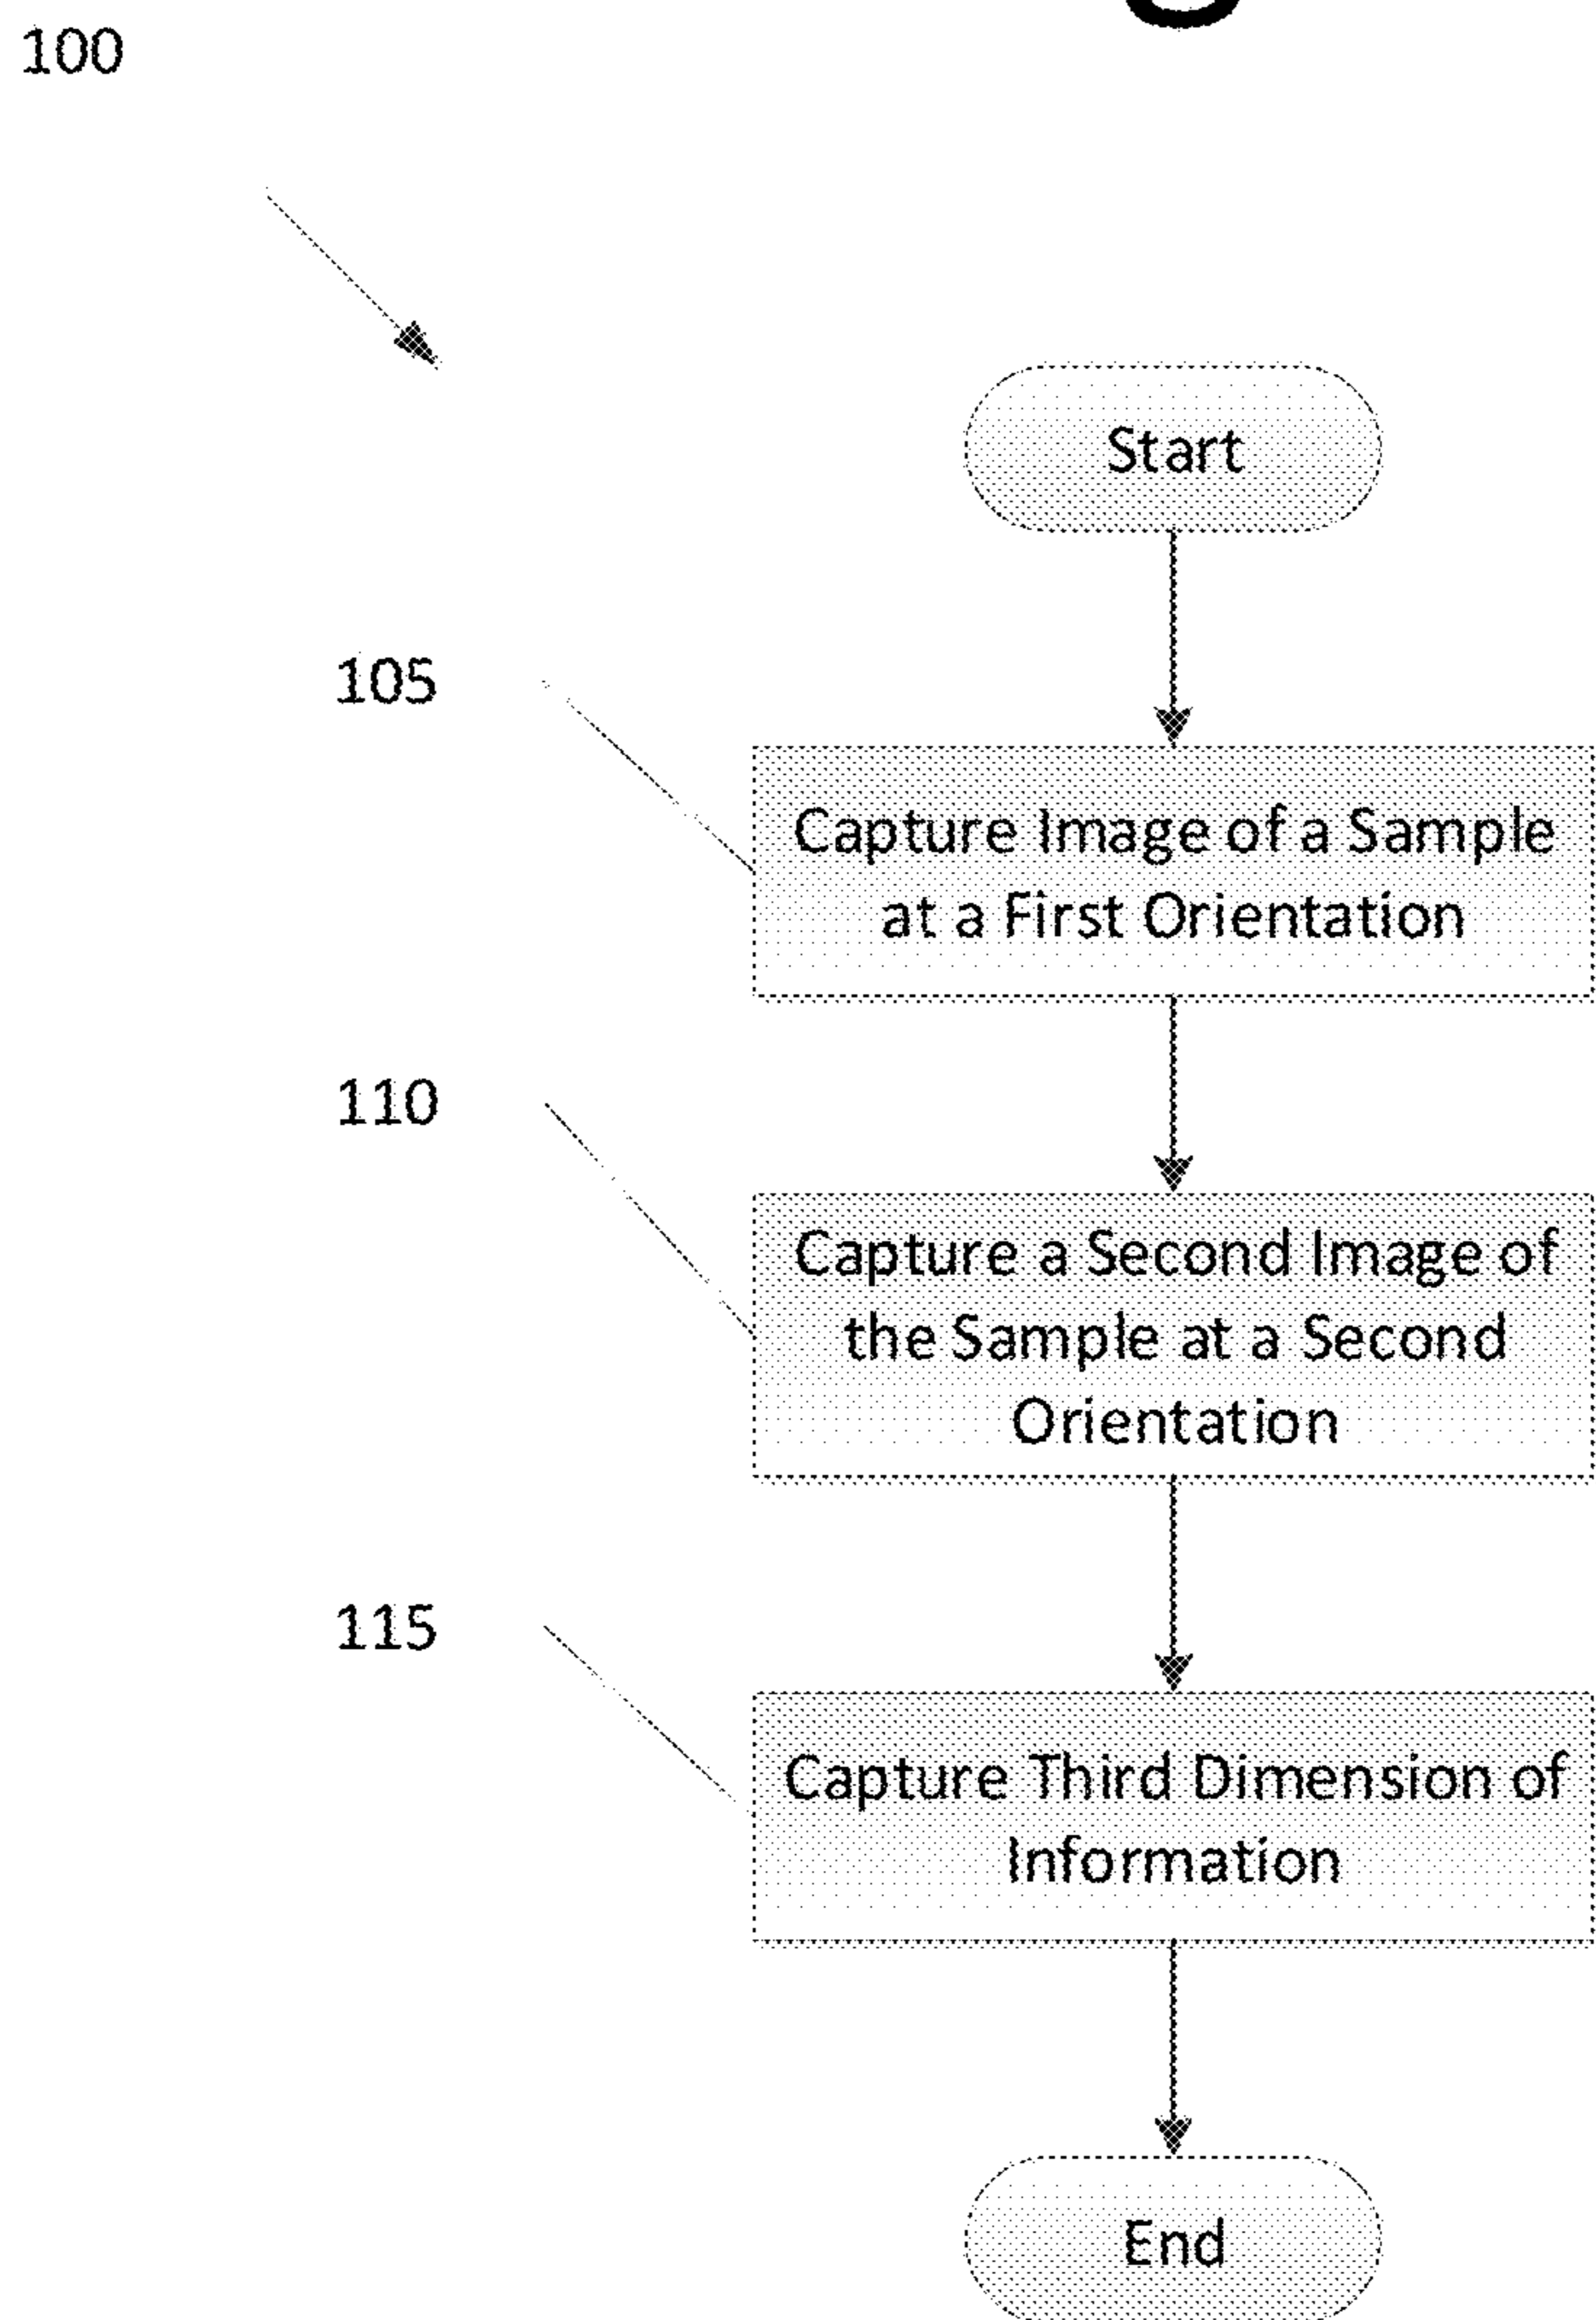 100
Start
105
Capture Image of a Sample
at a First Orientation
110
Capture a Second Image of
the Sample at a Second
Orientation
115
Capture Third Dimension of
Information
End